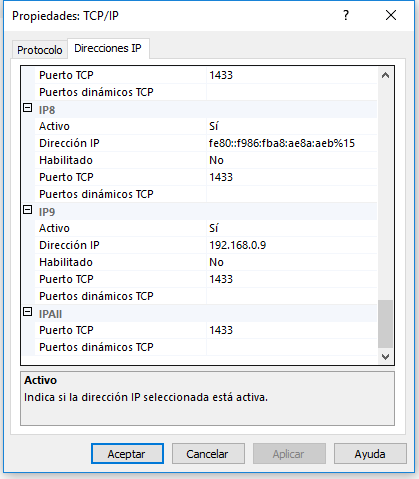 Propiedades: TCP/IP
Protocolo Direcciones IP
Puerto TCP 1433
Puertos dinámicos TCP
IP8
Activo Sí
Dirección IP fe80::f986:fba8:ae8a:aeb%15
Habilitado No
Puerto TCP 1433
Puertos dinámicos TCP
IP9
Activo Sí
Dirección IP 192.168.0.9
Habilitado No
Puerto TCP 1433
Puertos dinámicos TCP
IPAll
Puerto TCP 1433
Puertos dinámicos TCP
Activo
Indica si la dirección IP seleccionada está activa.
Aceptar Cancelar Aplicar Ayuda